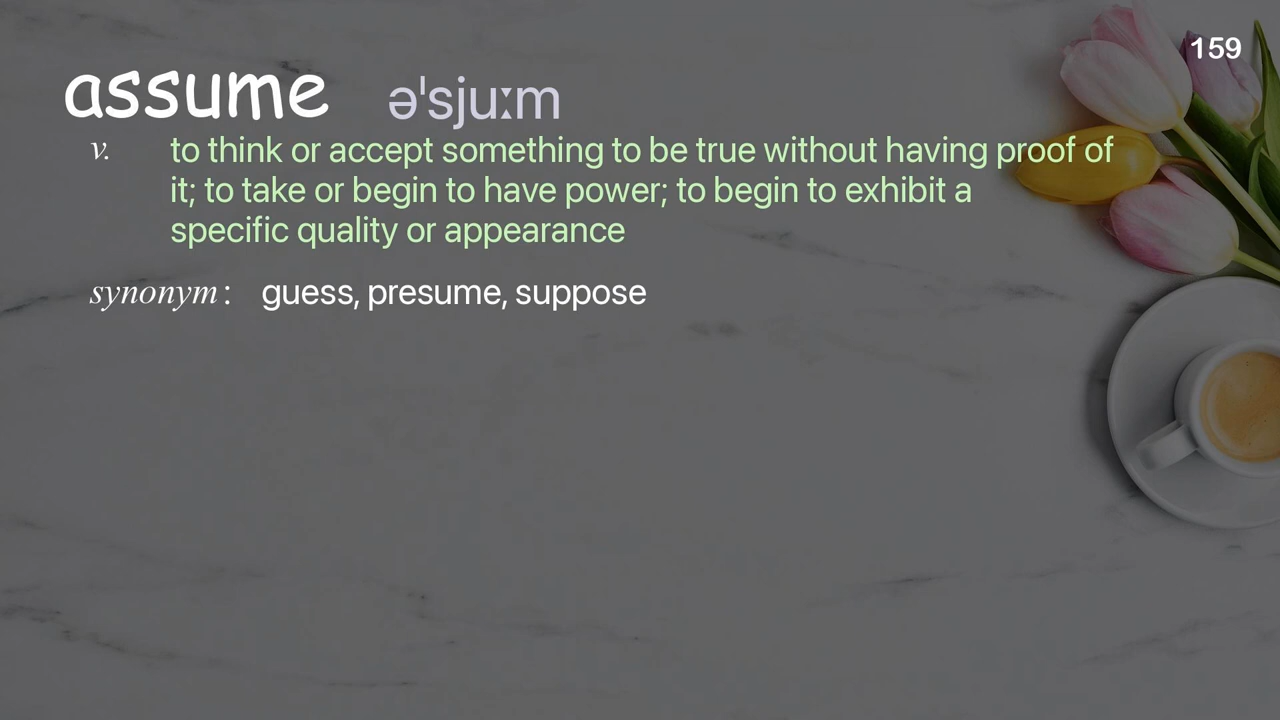 159
assume əˈsjuːm
v. to think or accept something to be true without having proof of
it; to take or begin to have power; to begin to exhibit a
specific quality or appearance
synonym: guess, presume, suppose